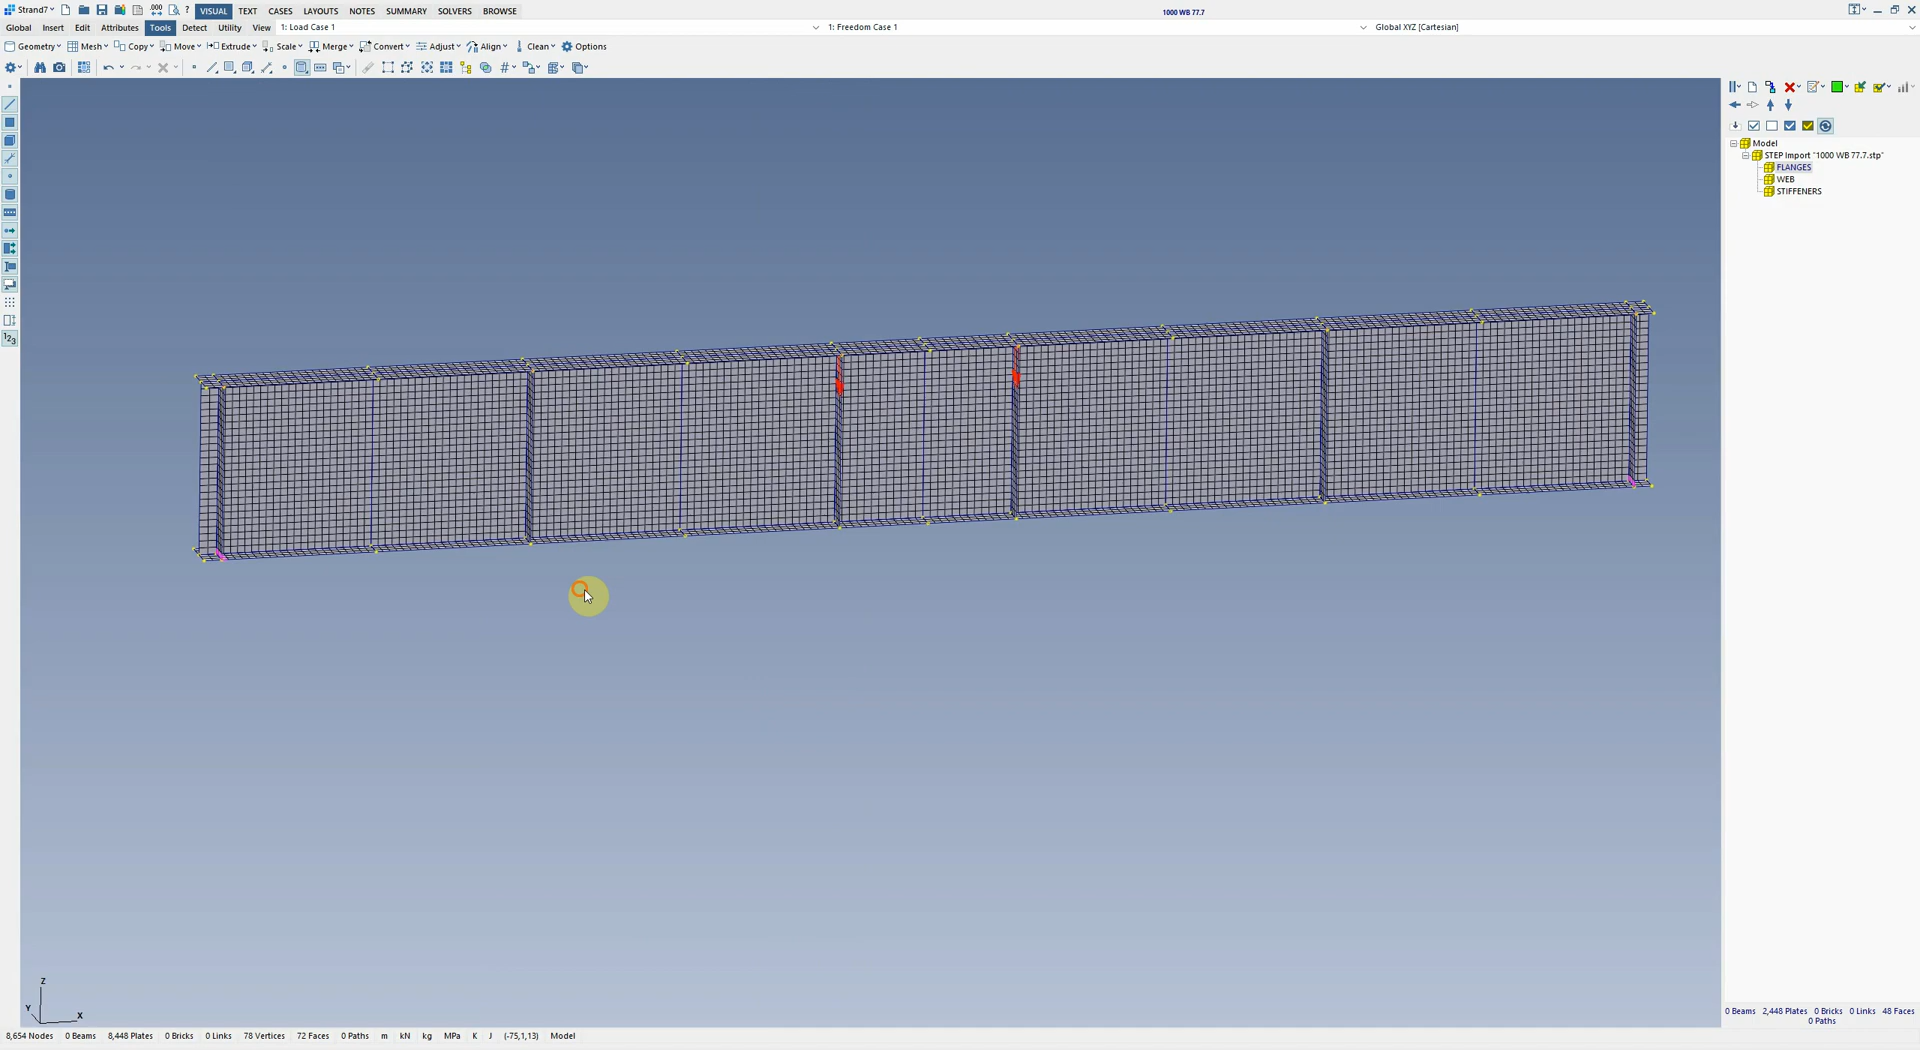 Strand7
.000
?
VISUAL TEXT CASES LAYOUTS NOTES SUMMARY SOLVERS BROWSE
1000 WB 77.7
Global Insert Edit Attributes Tools Detect Utility View 1: Load Case 1 1: Freedom Case 1 Global XYZ [Cartesian]
Geometry Mesh Copy Move Extrude Scale Merge Convert Adjust Align Clean Options
Model
STEP Import "1000 WB 77.7.stp"
FLANGES
WEB
STIFFENERS
123
Z
Y
X
0 Beams 2,448 Plates 0 Bricks 0 Links 48 Faces
0 Paths
8,654 Nodes 0 Beams 8,448 Plates 0 Bricks 0 Links 78 Vertices 72 Faces 0 Paths m kN kg MPa K J (-75,1,13) Model